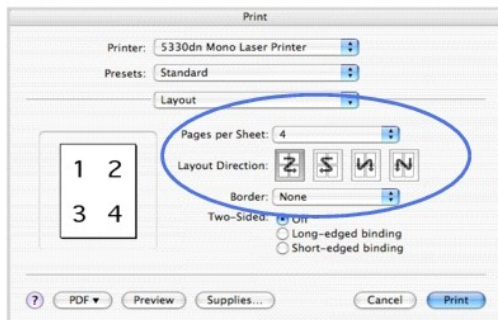 Print
Printer: 5330dn Mono Laser Printer
Presets: Standard
Layout
Pages per Sheet: 4
Layout Direction:
Border: None
Two-Sided: Off
Long-edged binding
Short-edged binding
1 2
3 4
? PDF Preview Supplies... Cancel Print